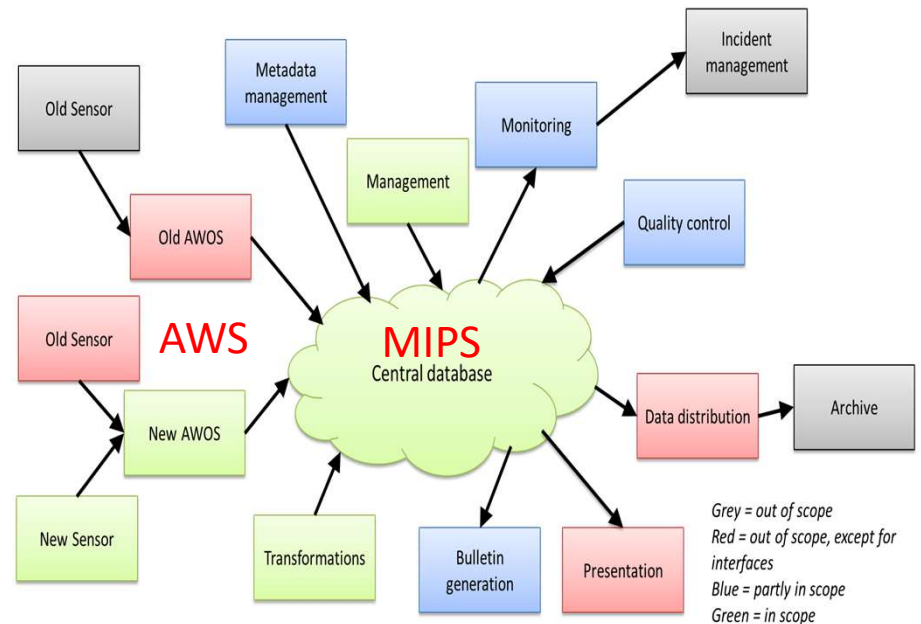 Incident
management
Metadata
management
Old Sensor
Monitoring
Management
Old AWOS
Quality control
Old Sensor
AWS
MIPS
Central database
New AWOS
Data distribution
Archive
New Sensor
Transformations
Bulletin
generation
Presentation
Grey = out of scope
Red = out of scope, except for
interfaces
Blue = partly in scope
Green = in scope